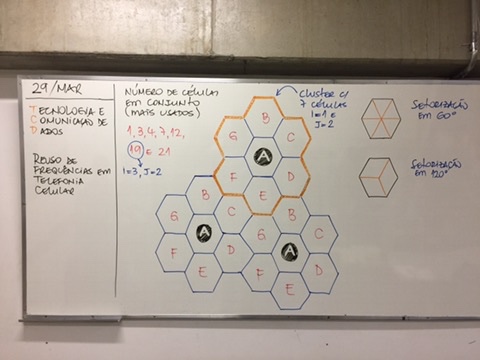 29/MAR
TECNOLOGIA E
COMUNICAÇÃO DE
DADOS
REUSO DE
FREQUÊNCIAS EM
TELEFONIA
CELULAR
NÚMERO DE CÉLULAS
EM CONJUNTO
(MAIS USADOS)
1, 3, 4, 7, 12,
19 E 21
I=3, J=2
CLUSTER C/
7 CÉLULAS
I=1 E
J=2
B
G
C
A
F
D
E
B
G
C
A
F
D
E
B
G
C
A
F
D
E
SETORIZAÇÃO
EM 60°
SETORIZAÇÃO
EM 120°